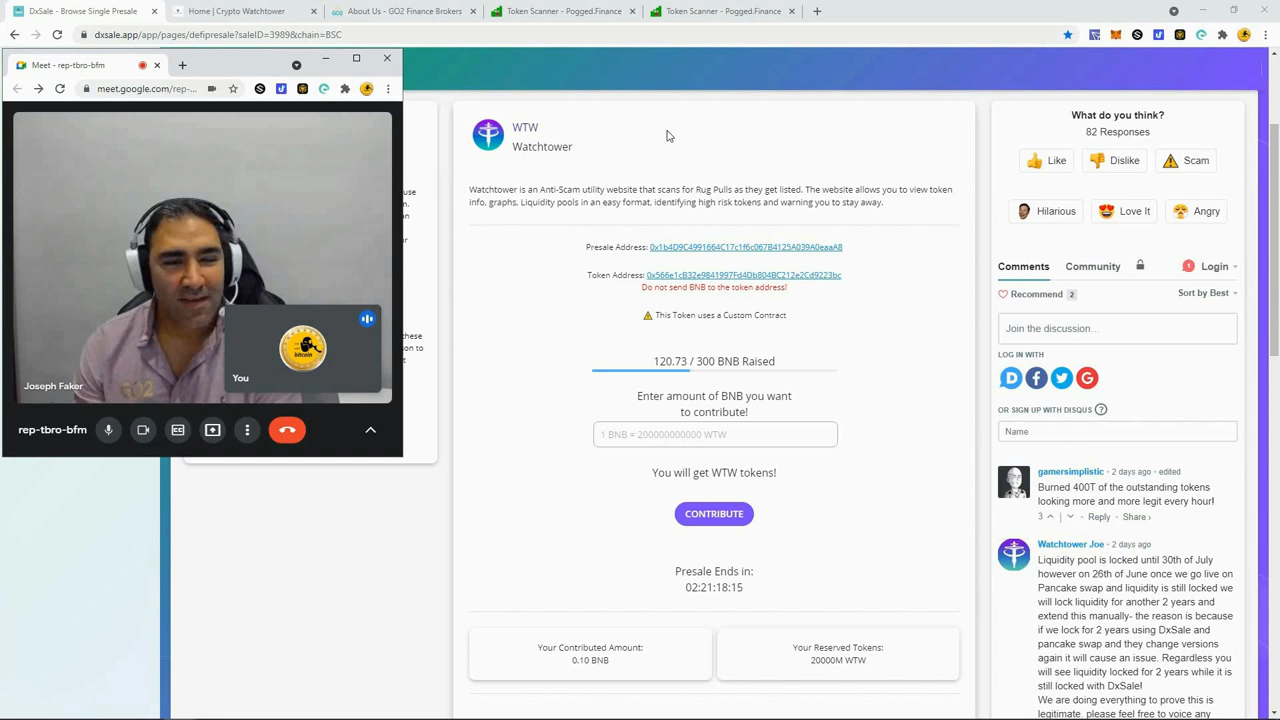 DxSale - Browse Single Presale
Home | Crypto Watchtower
About Us - GO2 Finance Brokers
Token Scanner - Pogged.Finance
Token Scanner - Pogged.Finance
dxsale.app/app/pages/defipresale?saleID=3989&chain=BSC
Meet - rep-tbro-bfm
meet.google.com/rep-...
Joseph Faker
GO2
bitcoin
You
rep-tbro-bfm
use
an
or
these
son to
t
WTW
Watchtower
Watchtower is an Anti-Scam utility website that scans for Rug Pulls as they get listed. The website allows you to view token
info, graphs, Liquidity pools in an easy format, identifying high risk tokens and warning you to stay away.
Presale Address: 0x1b4D9C4991664C17c1f6c067B4125A039A0eaaA8
Token Address: 0x566e1cB32e9841997Fd4Db804BC212e2Cd9223bc
Do not send BNB to the token address!
This Token uses a Custom Contract
120.73 / 300 BNB Raised
Enter amount of BNB you want
to contribute!
1 BNB = 200000000000 WTW
You will get WTW tokens!
CONTRIBUTE
Presale Ends in:
02:21:18:15
Your Contributed Amount:
0.10 BNB
Your Reserved Tokens:
20000M WTW
What do you think?
82 Responses
Like
Dislike
Scam
Hilarious
Love It
Angry
Comments
Community
1
Login
Recommend 2
Sort by Best
Join the discussion...
LOG IN WITH
OR SIGN UP WITH DISQUS ?
Name
gamersimplistic • 2 days ago • edited
Burned 400T of the outstanding tokens
looking more and more legit every hour!
3 Reply • Share ›
Watchtower Joe • 2 days ago
Liquidity pool is locked until 30th of July
however on 26th of June once we go live on
Pancake swap and liquidity is still locked we
will lock liquidity for another 2 years and
extend this manually- the reason is because
if we lock for 2 years using DxSale and
pancake swap and they change versions
again it will cause an issue. Regardless you
will see liquidity locked for 2 years while it is
still locked with DxSale!
We are doing everything to prove this is
legitimate, please feel free to voice any